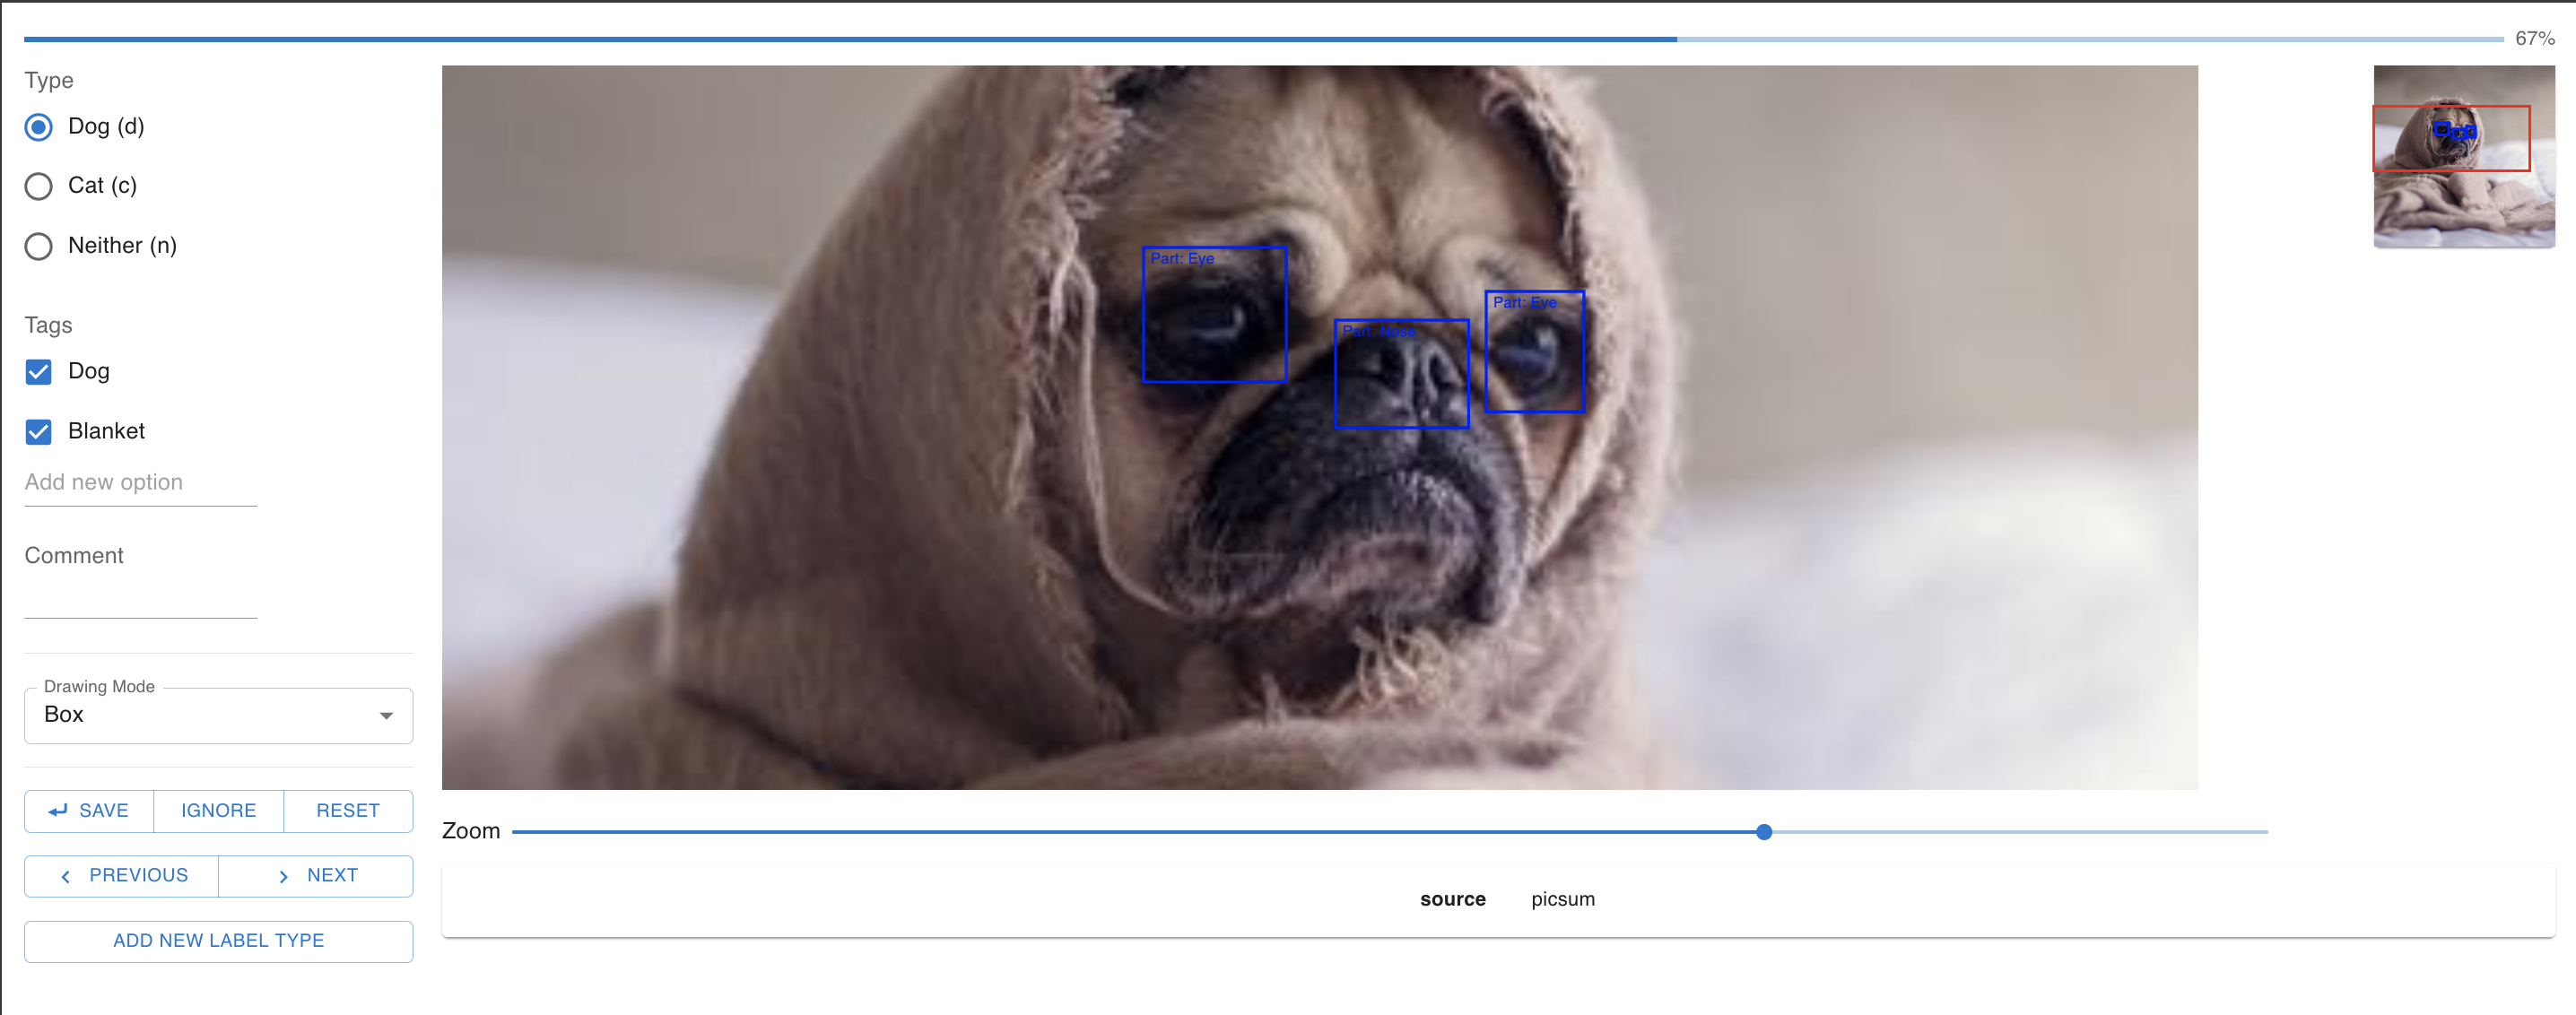 67%
Type
Dog (d)
Cat (c)
Neither (n)
Tags
Dog
Blanket
Add new option
Comment
Drawing Mode
Box
SAVE IGNORE RESET
PREVIOUS NEXT
ADD NEW LABEL TYPE
Part: Eye
Part: Eye
Part: Nose
Zoom
source picsum